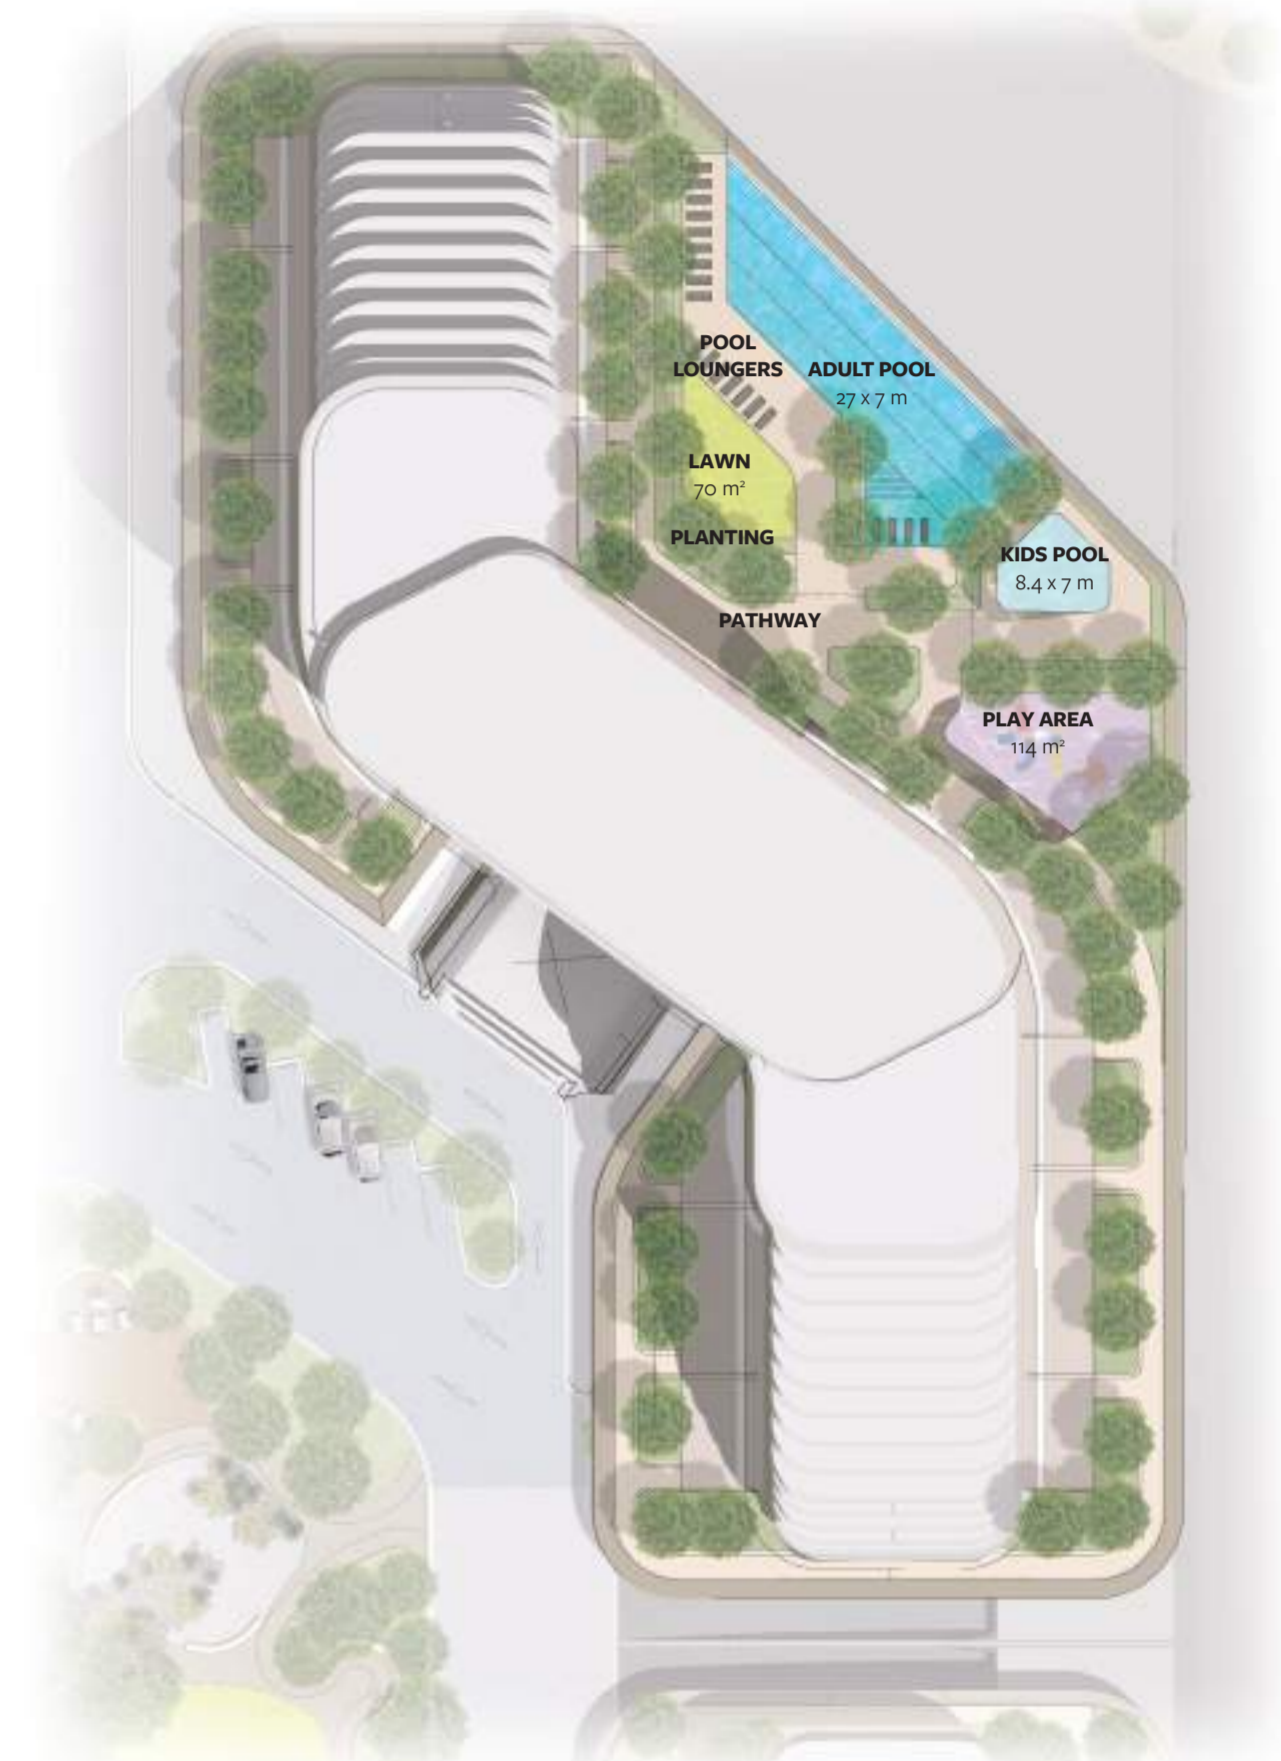 POOL
LOUNGERS
ADULT POOL
27 x 7 m
LAWN
70 m²
PLANTING
KIDS POOL
8.4 x 7 m
PATHWAY
PLAY AREA
114 m²